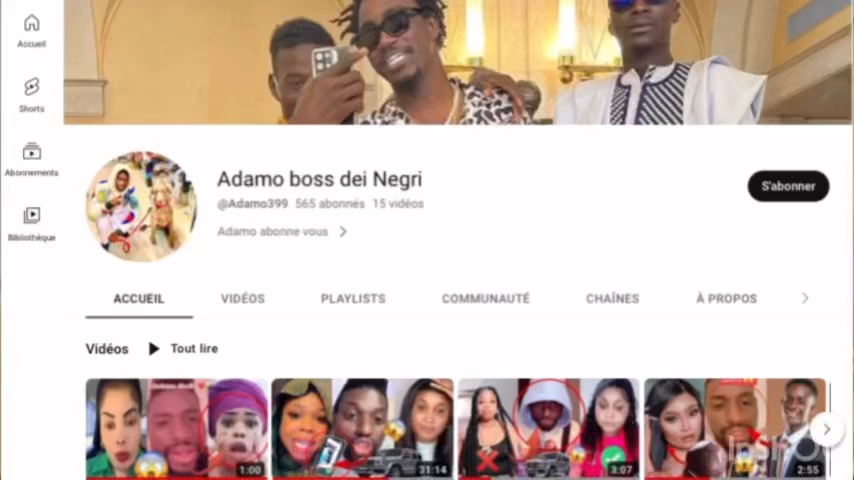 Accueil
Shorts
Abonnements
Bibliothèque
Adamo boss dei Negri
@Adamo399 565 abonnés 15 vidéos
Adamo abonne vous
S'abonner
ACCUEIL VIDÉOS PLAYLISTS COMMUNAUTÉ CHAÎNES À PROPOS
Vidéos Tout lire
1:00
31:14
3:07
2:55
InShO